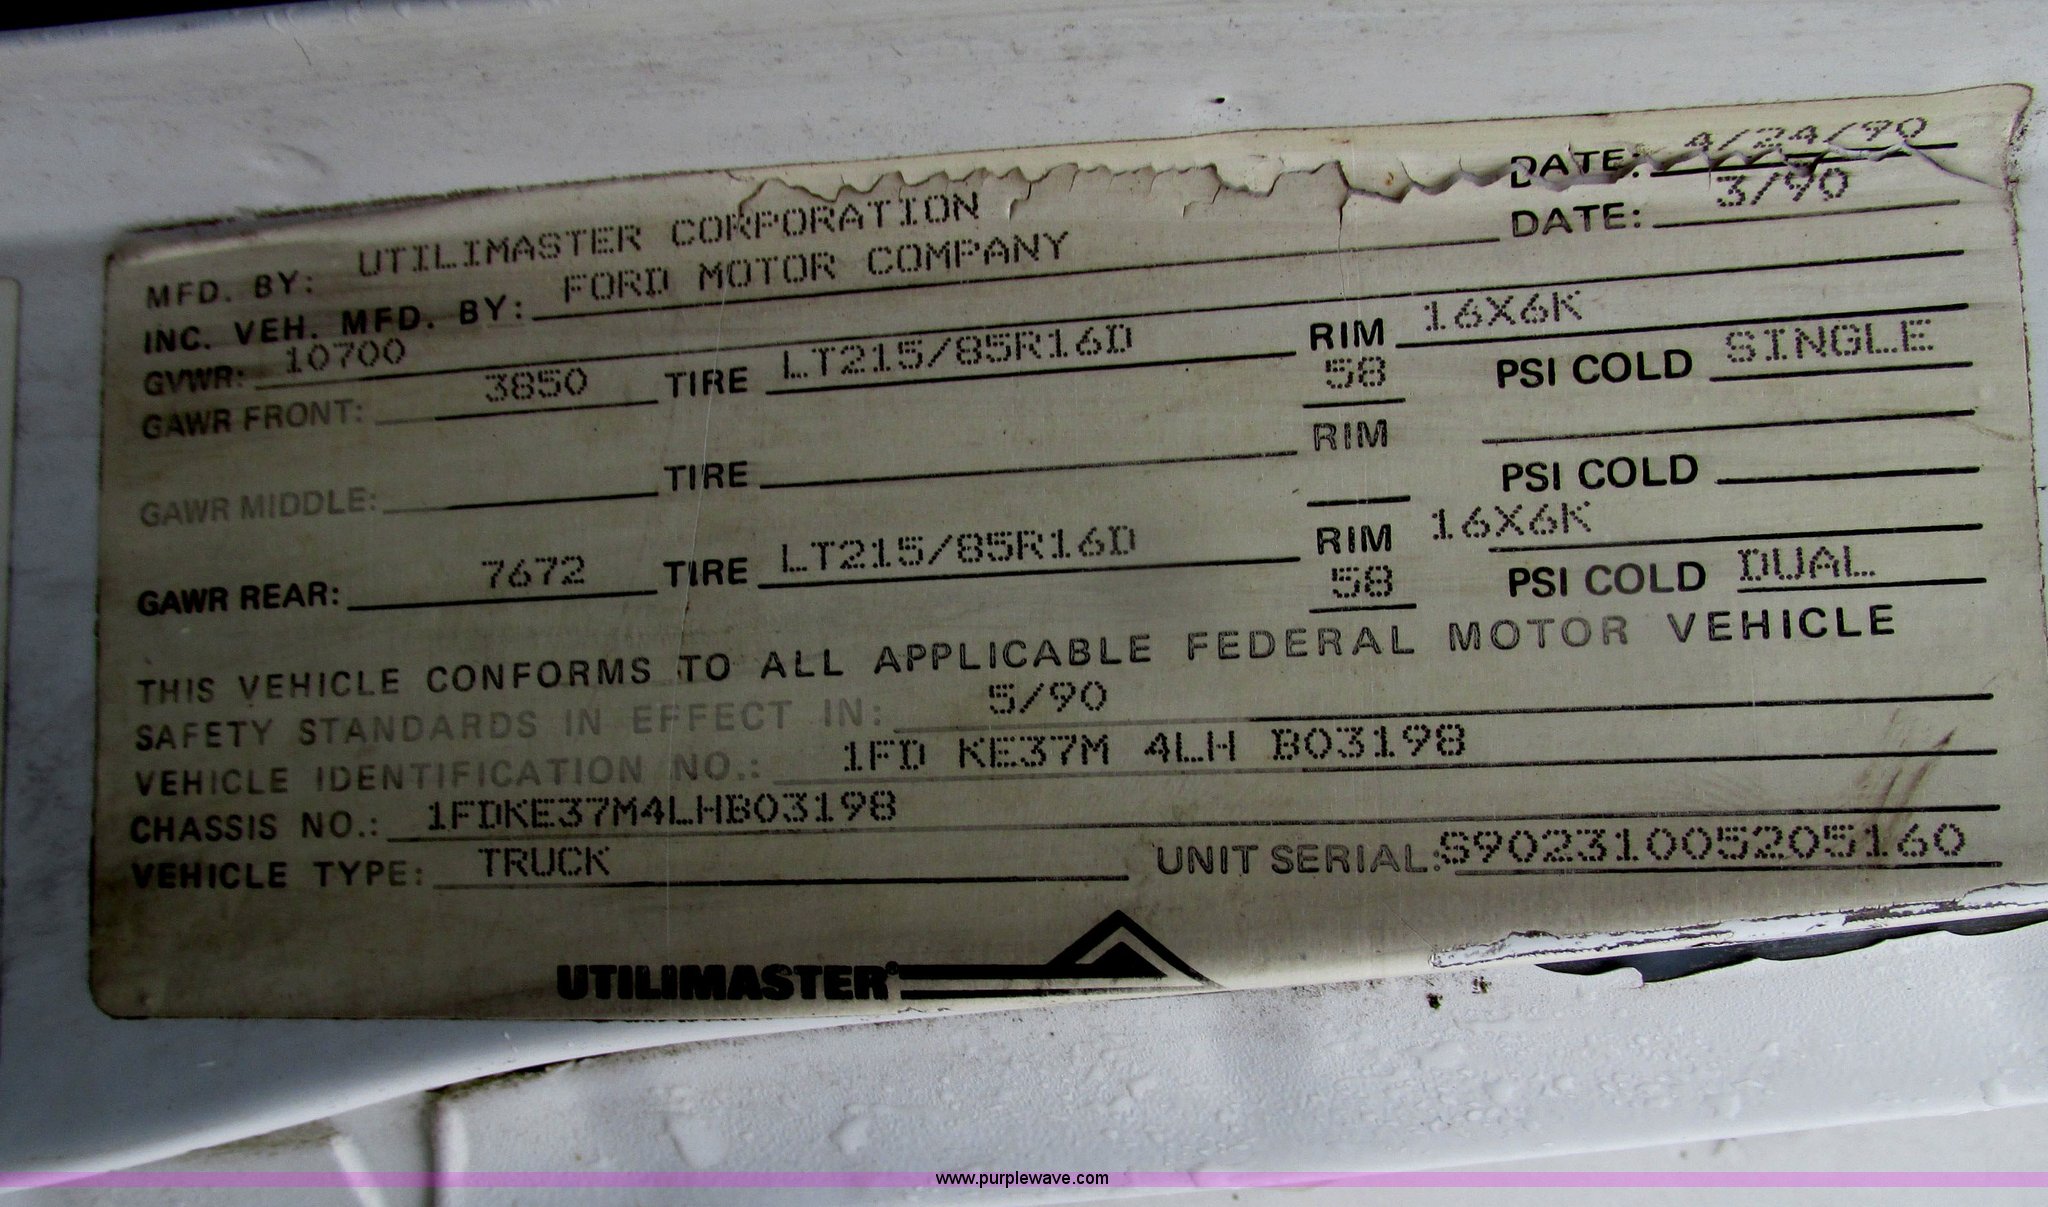 MFD. BY: UTILIMASTER CORPORATION DATE: 4/24/90
INC. VEH. MFD. BY: FORD MOTOR COMPANY DATE: 3/90
GVWR: 10700
GAWR FRONT: 3850 TIRE LT215/85R16D RIM 16X6K
58 PSI COLD SINGLE
GAWR MIDDLE: TIRE RIM
PSI COLD
GAWR REAR: 7672 TIRE LT215/85R16D RIM 16X6K
58 PSI COLD DUAL
THIS VEHICLE CONFORMS TO ALL APPLICABLE FEDERAL MOTOR VEHICLE
SAFETY STANDARDS IN EFFECT IN: 5/90
VEHICLE IDENTIFICATION NO.: 1FD KE37M 4LH B03198
CHASSIS NO.: 1FDKE37M4LHB03198
VEHICLE TYPE: TRUCK UNIT SERIAL: S90231005205160
UTILIMASTER®
www.purplewave.com